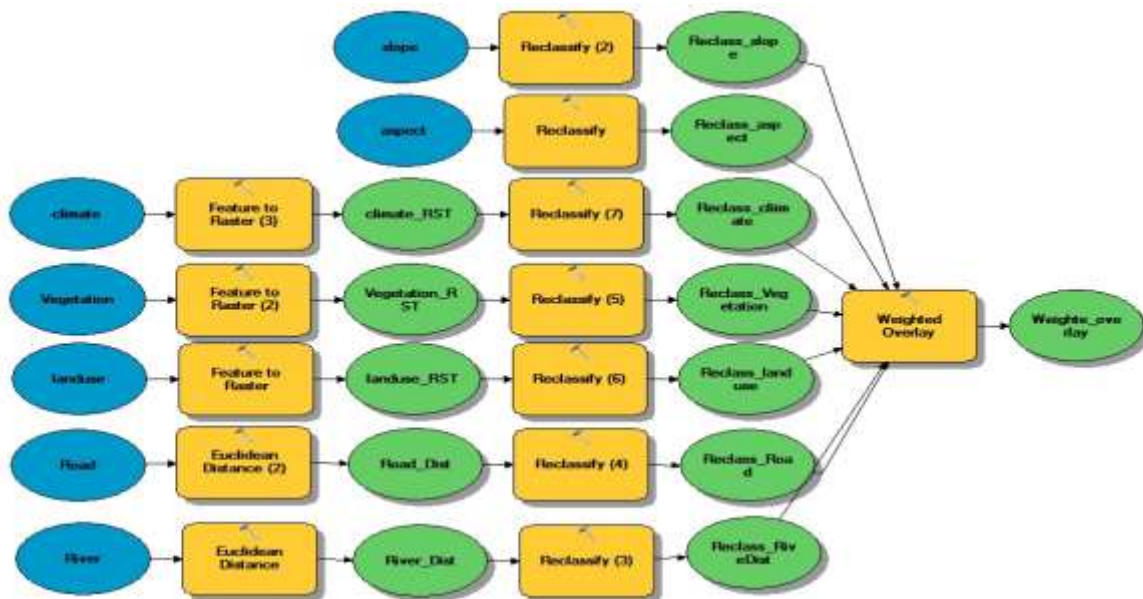 slope
Reclassify (2)
Reclass_slop
e
aspect
Reclassify
Reclass_asp
ect
climate
Feature to
Raster (3)
climate_RST
Reclassify (7)
Reclass_clim
ate
Vegetation
Feature to
Raster (2)
Vegetation_R
ST
Reclassify (5)
Reclass_Veg
etation
Weighted
Overlay
Weighte_ove
rlay
landuse
Feature to
Raster
landuse_RST
Reclassify (6)
Reclass_land
use
Road
Euclidean
Distance (2)
Road_Dist
Reclassify (4)
Reclass_Roa
d
River
Euclidean
Distance
River_Dist
Reclassify (3)
Reclass_Riv
eDist